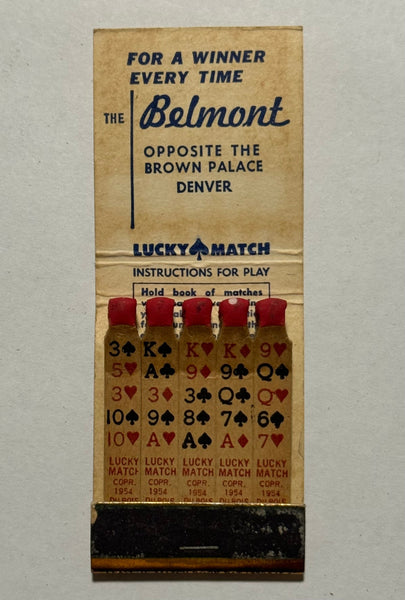 FOR A WINNER
EVERY TIME
THE Belmont
OPPOSITE THE
BROWN PALACE
DENVER
LUCKY♠MATCH
INSTRUCTIONS FOR PLAY
Hold book of matches
3♠ K♠ K♥ K♦ 9♥
5♥ A♣ 9♦ 9♣ Q♠
3♥ 3♦ 3♣ Q♣ Q♥
10♠ 9♠ 8♠ 7♠ 6♠
10♥ A♥ A♠ A♦ 7♥
LUCKY LUCKY LUCKY LUCKY LUCKY
MATCH MATCH MATCH MATCH MATCH
COPR. COPR. COPR. COPR. COPR.
1954 1954 1954 1954 1954